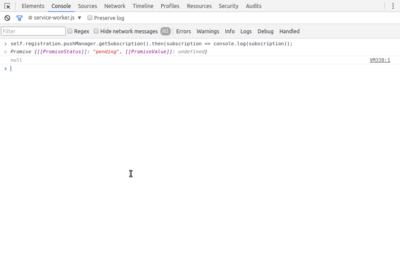 Elements Console Sources Network Timeline Profiles Resources Security Audits
service-worker.js Preserve log
Filter Regex Hide network messages All Errors Warnings Info Logs Debug Handled
> self.registration.pushManager.getSubscription().then(subscription => console.log(subscription));
Promise {[[PromiseStatus]]: "pending", [[PromiseValue]]: undefined}
null VM338:1
>